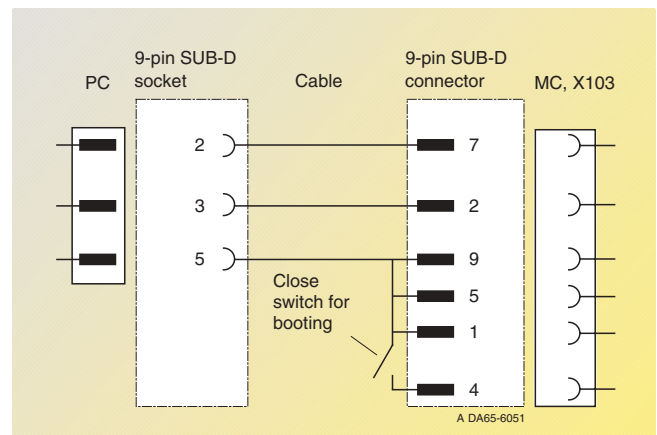 9-pin SUB-D
socket
9-pin SUB-D
connector
PC
Cable
MC, X103
2
7
3
2
5
9
Close
switch for
booting
5
1
4
A DA65-6051